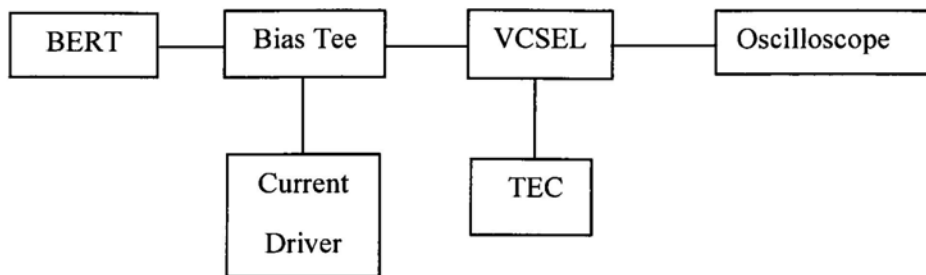 BERT
Bias Tee
VCSEL
Oscilloscope
Current
Driver
TEC